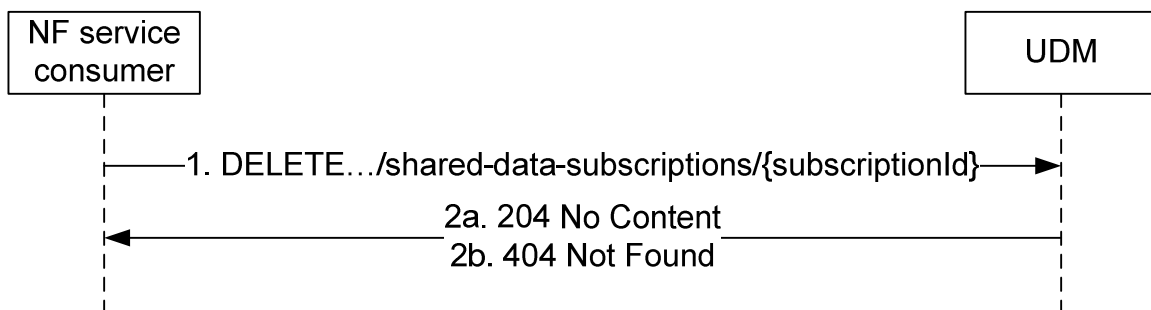 NF service
consumer
UDM
1. DELETE…/shared-data-subscriptions/{subscriptionId}
2a. 204 No Content
2b. 404 Not Found